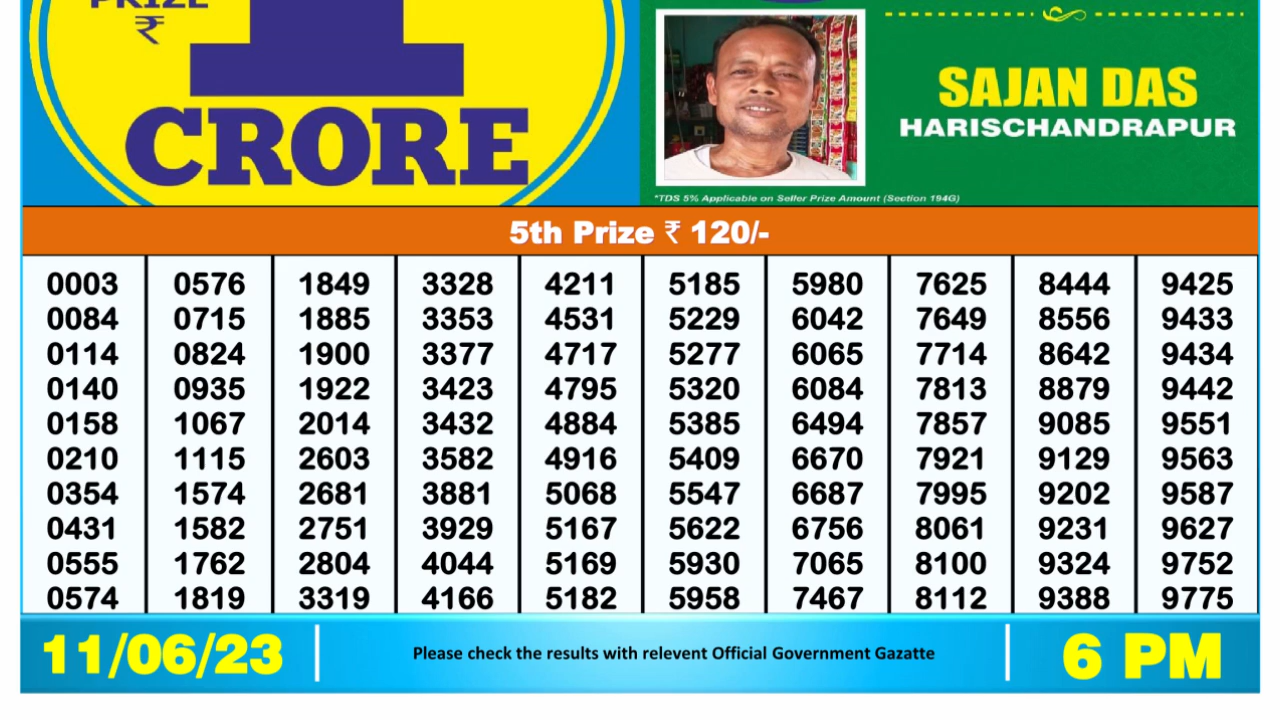 PRIZE
₹
1
CRORE
SAJAN DAS
HARISCHANDRAPUR
*TDS 5% Applicable on Seller Prize Amount (Section 194G)
5th Prize ₹ 120/-
0003 0576 1849 3328 4211 5185 5980 7625 8444 9425
0084 0715 1885 3353 4531 5229 6042 7649 8556 9433
0114 0824 1900 3377 4717 5277 6065 7714 8642 9434
0140 0935 1922 3423 4795 5320 6084 7813 8879 9442
0158 1067 2014 3432 4884 5385 6494 7857 9085 9551
0210 1115 2603 3582 4916 5409 6670 7921 9129 9563
0354 1574 2681 3881 5068 5547 6687 7995 9202 9587
0431 1582 2751 3929 5167 5622 6756 8061 9231 9627
0555 1762 2804 4044 5169 5930 7065 8100 9324 9752
0574 1819 3319 4166 5182 5958 7467 8112 9388 9775
11/06/23
Please check the results with relevent Official Government Gazatte
6 PM